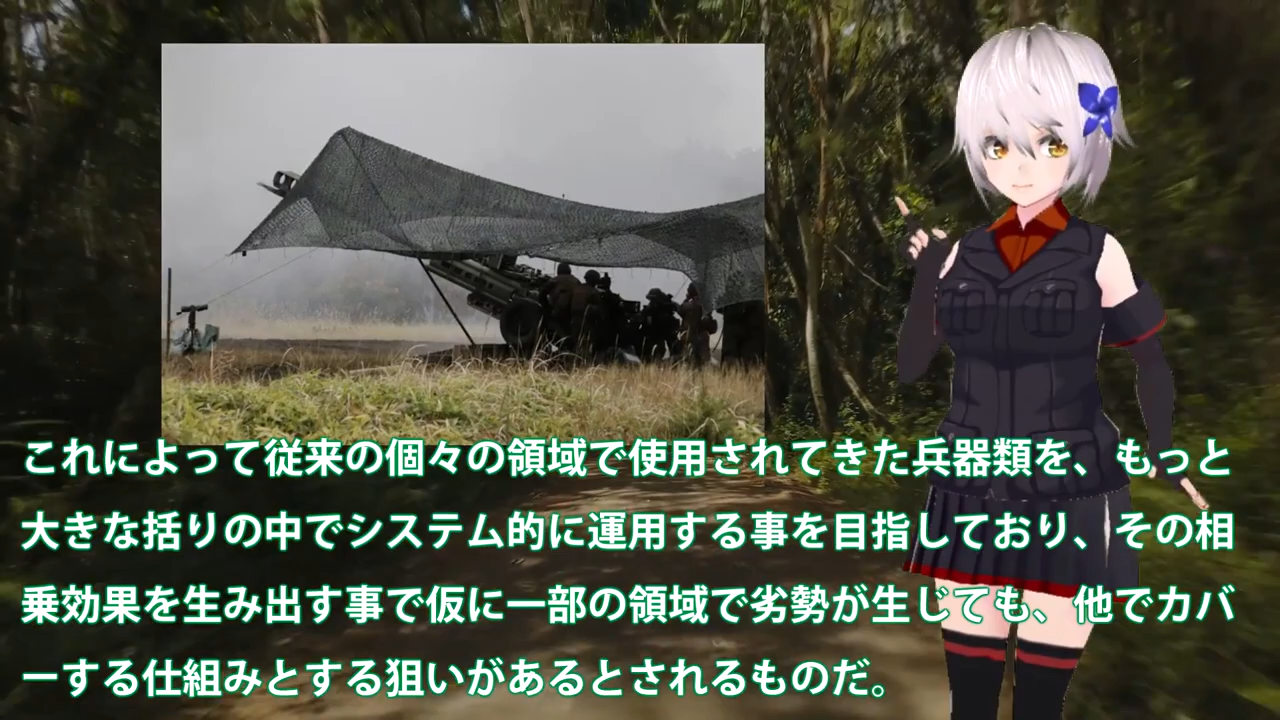 これによって従来の個々の領域で使用されてきた兵器類を、もっと
大きな括りの中でシステム的に運用する事を目指しており、その相
乗効果を生み出す事で仮に一部の領域で劣勢が生じても、他でカバ
ーする仕組みとする狙いがあるとされるものだ。